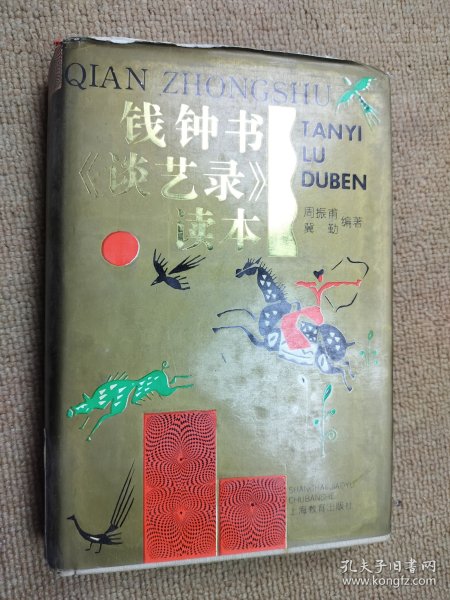 QIAN ZHONGSHU
钱钟书
《谈艺录》
读本
TANYI
LU
DUBEN
周振甫
冀勤
编著
SHANGHAI JIAOYU
CHUBANSHE
上海教育出版社
孔夫子旧书网
www.kongfz.com